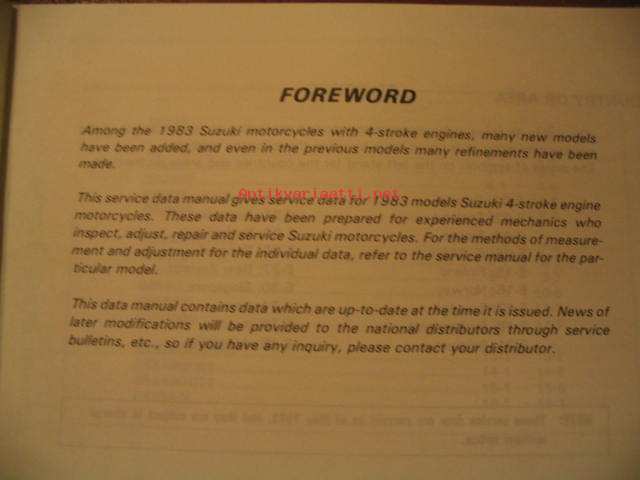 FOREWORD
Among the 1983 Suzuki motorcycles with 4-stroke engines, many new models
have been added, and even in the previous models many refinements have been
made.
Antikvariaatti.net
This service data manual gives service data for 1983 models Suzuki 4-stroke engine
motorcycles. These data have been prepared for experienced mechanics who
inspect, adjust, repair and service Suzuki motorcycles. For the methods of measure-
ment and adjustment for the individual data, refer to the service manual for the par-
ticular model.
This data manual contains data which are up-to-date at the time it is issued. News of
later modifications will be provided to the national distributors through service
bulletins, etc., so if you have any inquiry, please contact your distributor.